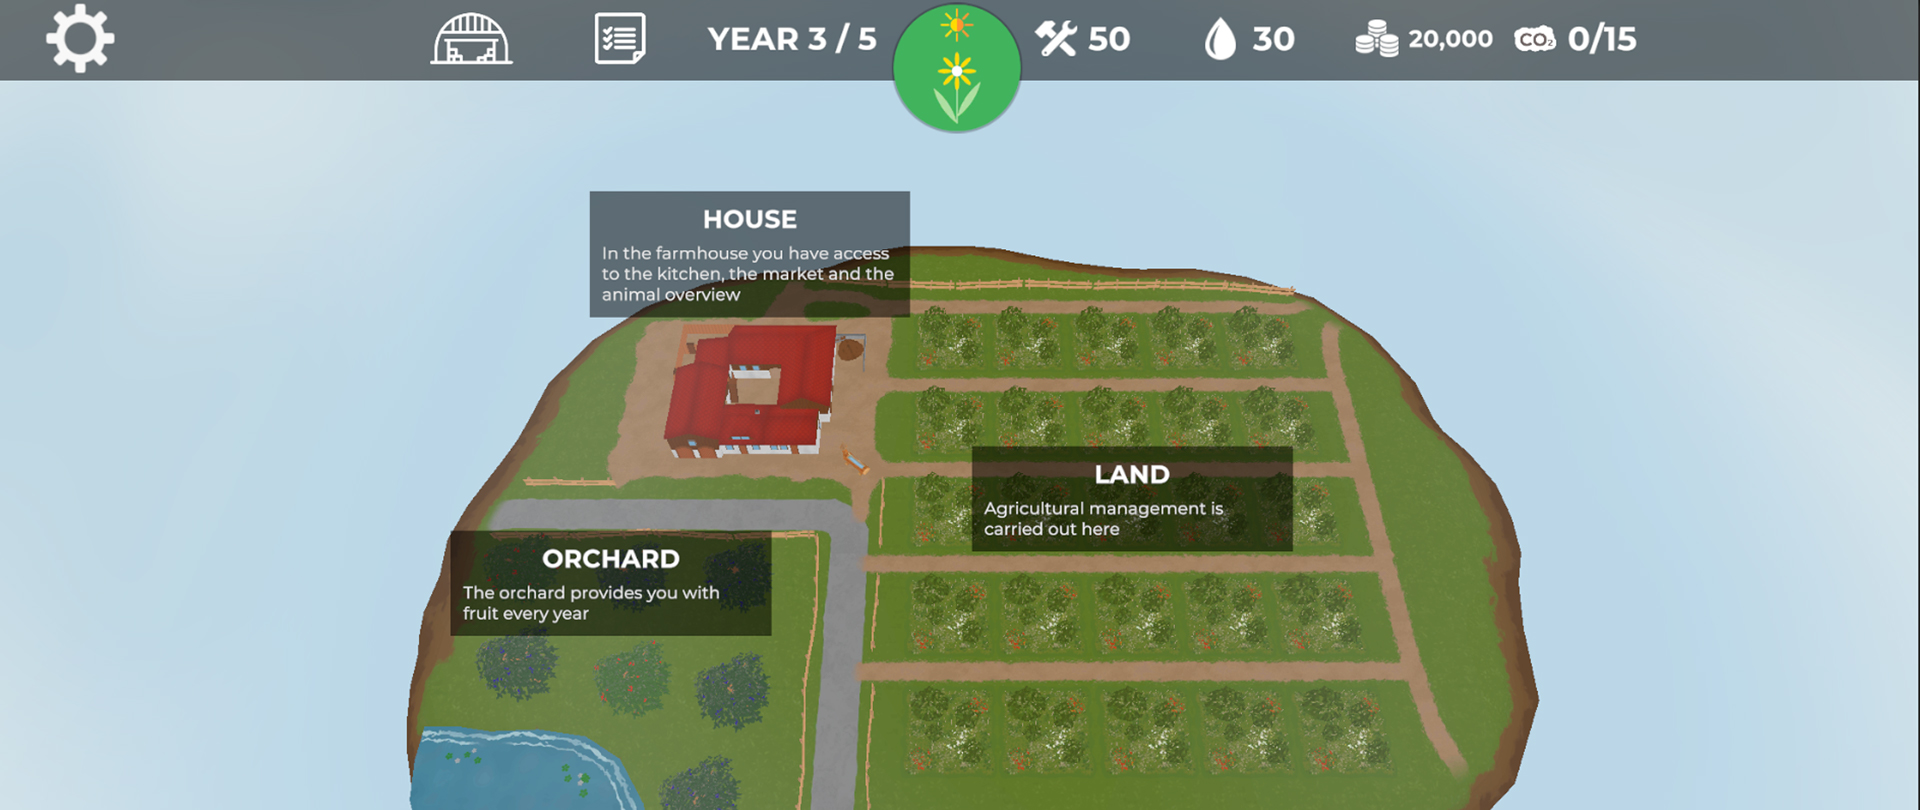 YEAR 3 / 5
50
30
20,000
CO₂
0/15
HOUSE
In the farmhouse you have access
to the kitchen, the market and the
animal overview
LAND
Agricultural management is
carried out here
ORCHARD
The orchard provides you with
fruit every year